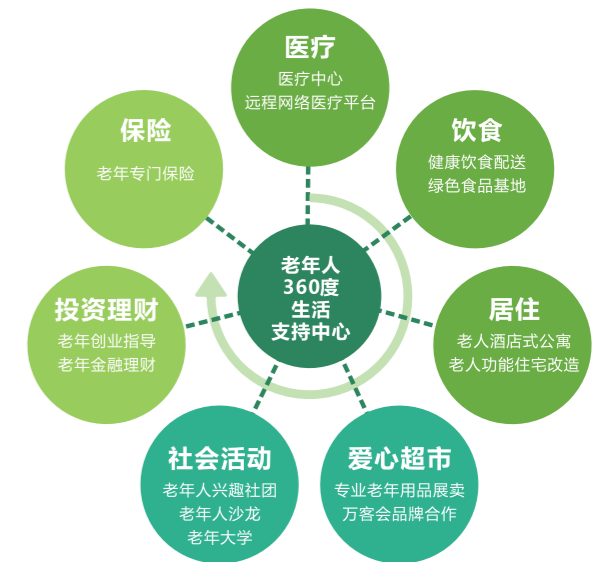 医疗
医疗中心
远程网络医疗平台
饮食
健康饮食配送
绿色食品基地
居住
老人酒店式公寓
老人功能住宅改造
爱心超市
专业老年用品展卖
万客会品牌合作
社会活动
老年人兴趣社团
老年人沙龙
老年大学
投资理财
老年创业指导
老年金融理财
保险
老年专门保险
老年人
360度
生活
支持中心